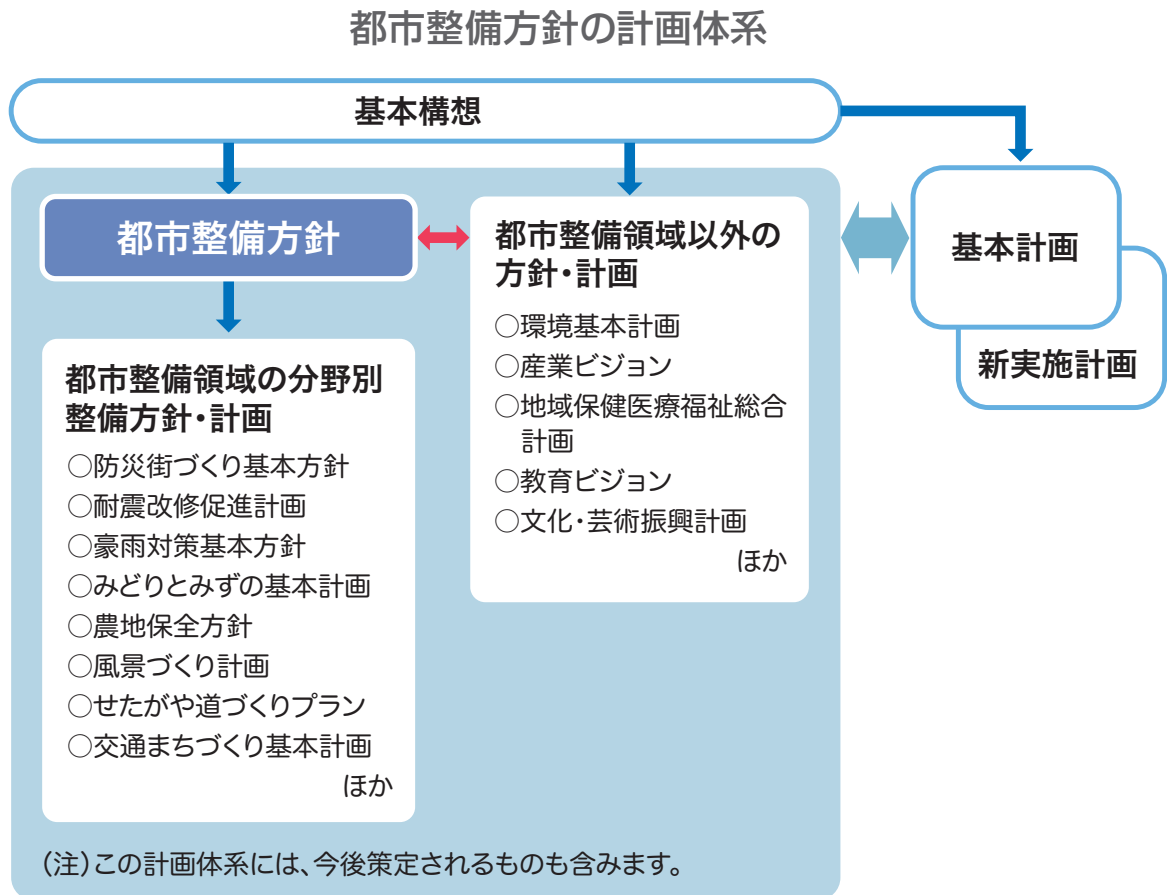 都市整備方針の計画体系
基本構想
都市整備方針
都市整備領域の分野別
整備方針・計画
○防災街づくり基本方針
○耐震改修促進計画
○豪雨対策基本方針
○みどりとみずの基本計画
○農地保全方針
○風景づくり計画
○せたがや道づくりプラン
○交通まちづくり基本計画
ほか
都市整備領域以外の
方針・計画
○環境基本計画
○産業ビジョン
○地域保健医療福祉総合
計画
○教育ビジョン
○文化・芸術振興計画
ほか
基本計画
新実施計画
(注)この計画体系には、今後策定されるものも含みます。